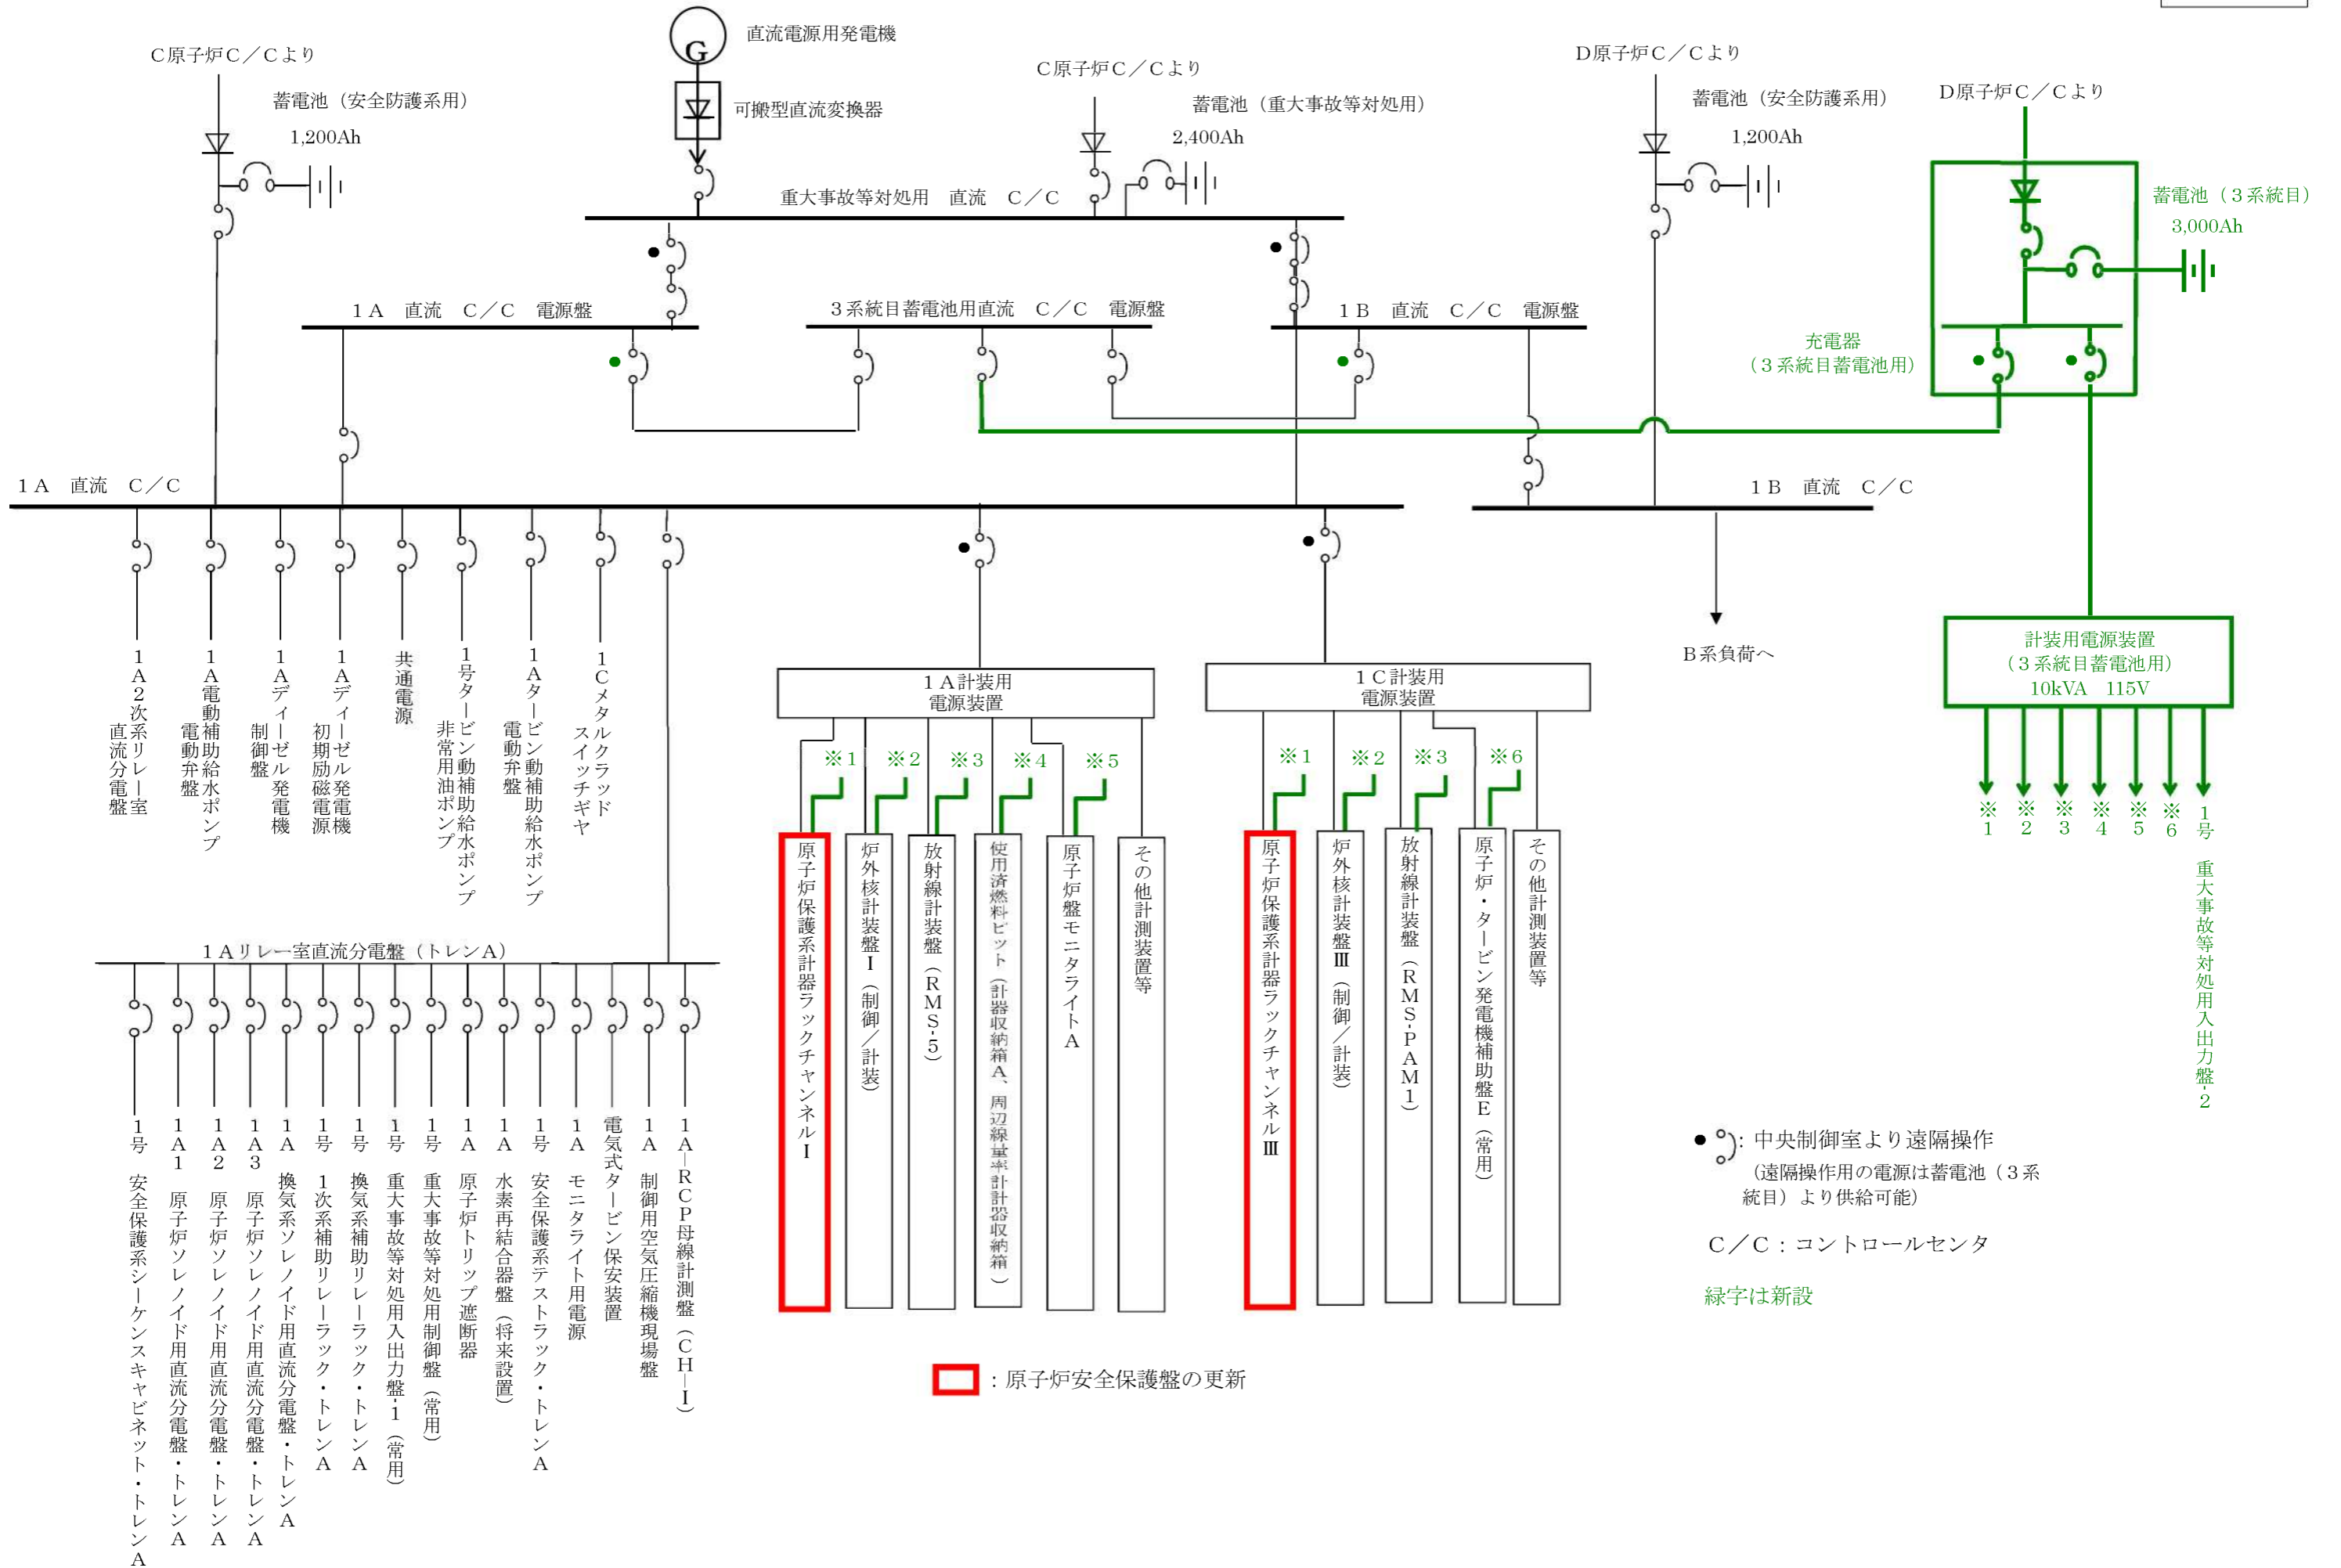 C原子炉C／Cより
蓄電池（安全防護系用）
1,200Ah
G
直流電源用発電機
可搬型直流変換器
C原子炉C／Cより
蓄電池（重大事故等対処用）
2,400Ah
重大事故等対処用　直流　C／C
D原子炉C／Cより
蓄電池（安全防護系用）
1,200Ah
D原子炉C／Cより
蓄電池（3系統目）
3,000Ah
充電器
（3系統目蓄電池用）
1A　直流　C／C　電源盤
3系統目蓄電池用直流　C／C　電源盤
1B　直流　C／C　電源盤
1A　直流　C／C
1B　直流　C／C
B系負荷へ
1A2次系リレー室
直流分電盤
1A電動補助給水ポンプ
電動弁盤
1Aディーゼル発電機
制御盤
1Aディーゼル発電機
初期励磁電源
共通電源
1号タービン動補助給水ポンプ
非常用油ポンプ
1Aタービン動補助給水ポンプ
電動弁盤
1Cメタルクラッド
スイッチギヤ
1A計装用
電源装置
※1
※2
※3
※4
※5
原子炉保護系計器ラックチャンネルⅠ
炉外核計装盤Ⅰ（制御／計装）
放射線計装盤（RMS-5）
使用済燃料ピット（計器収納箱A、周辺線量率計計器収納箱）
原子炉盤モニタライトA
その他計測装置等
1C計装用
電源装置
※1
※2
※3
※6
原子炉保護系計器ラックチャンネルⅢ
炉外核計装盤Ⅲ（制御／計装）
放射線計装盤（RMS-PAM1）
原子炉・タービン発電機補助盤E（常用）
その他計測装置等
計装用電源装置
（3系統目蓄電池用）
10kVA　115V
※1
※2
※3
※4
※5
※6
1号　重大事故等対処用入出力盤-2
1Aリレー室直流分電盤（トレンA）
1号　安全保護系シーケンスキャビネット・トレンA
1A1　原子炉ソレノイド用直流分電盤・トレンA
1A2　原子炉ソレノイド用直流分電盤・トレンA
1A3　原子炉ソレノイド用直流分電盤・トレンA
1A　換気系ソレノイド用直流分電盤・トレンA
1号　1次系補助リレーラック・トレンA
1号　換気系補助リレーラック・トレンA
1号　重大事故等対処用入出力盤-1（常用）
1号　重大事故等対処用制御盤（常用）
1A　原子炉トリップ遮断器
1A　水素再結合器盤（将来設置）
1号　安全保護系テストラック・トレンA
1A　モニタライト用電源
電気式タービン保安装置
1A　制御用空気圧縮機現場盤
1A－RCP母線計測盤（CH－Ⅰ）
：中央制御室より遠隔操作
（遠隔操作用の電源は蓄電池（3系
統目）より供給可能）
C／C：コントロールセンタ
緑字は新設
：原子炉安全保護盤の更新